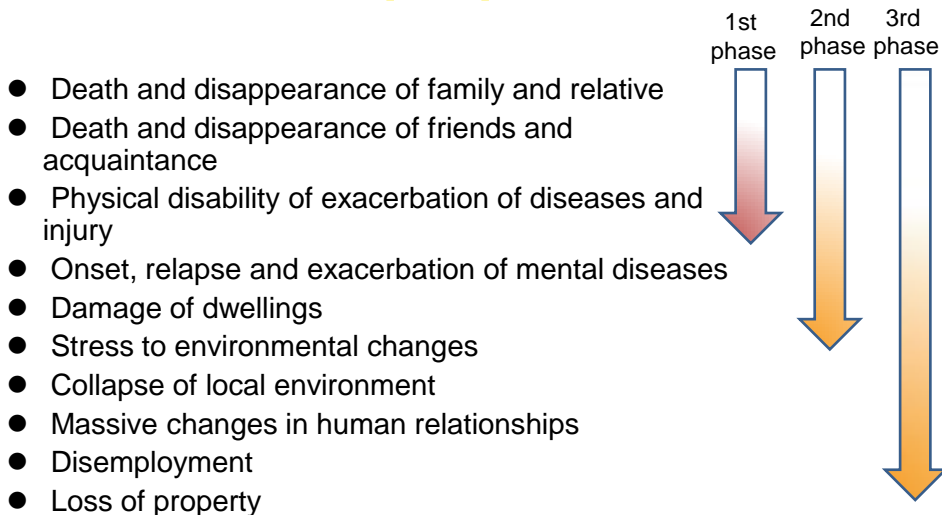 1st 2nd 3rd
phase phase phase
● Death and disappearance of family and relative
● Death and disappearance of friends and
acquaintance
● Physical disability of exacerbation of diseases and
injury
● Onset, relapse and exacerbation of mental diseases
● Damage of dwellings
● Stress to environmental changes
● Collapse of local environment
● Massive changes in human relationships
● Disemployment
● Loss of property